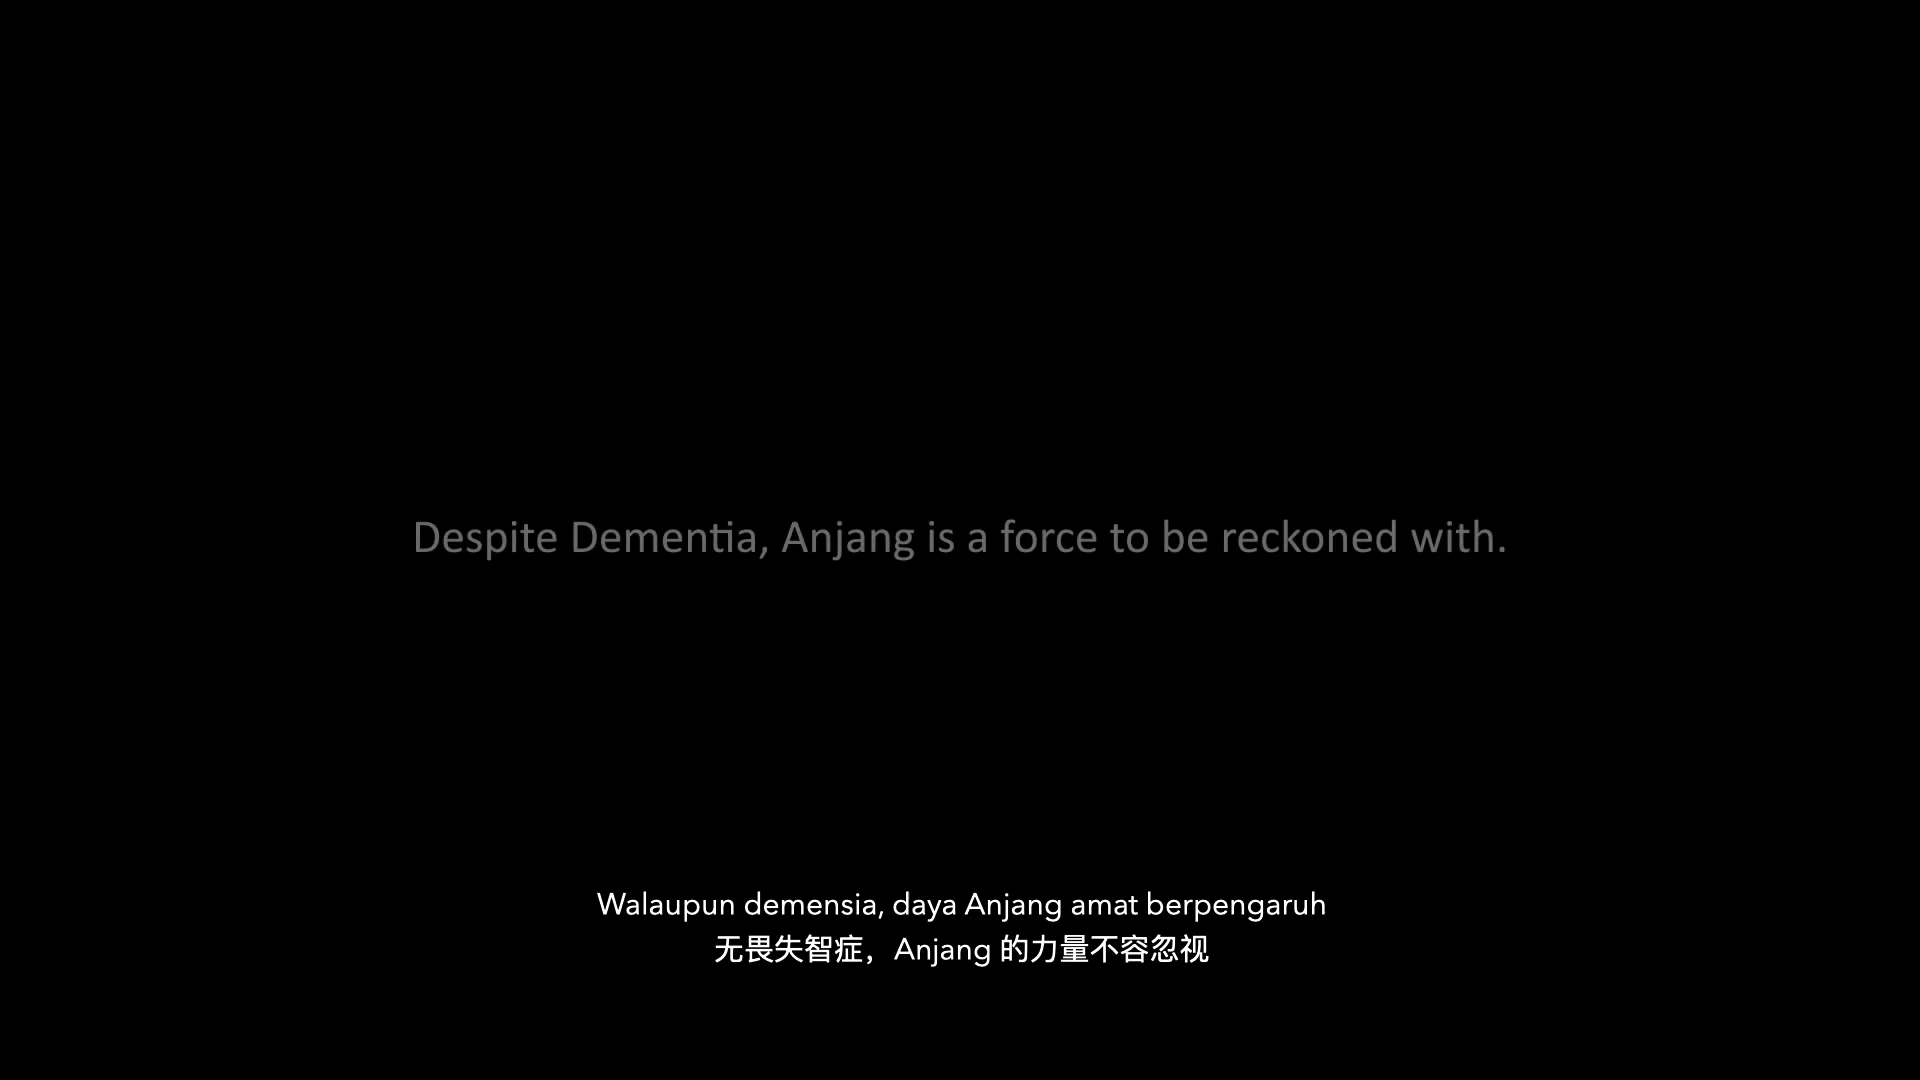 Despite Dementia, Anjang is a force to be reckoned with.
Walaupun demensia, daya Anjang amat berpengaruh
无畏失智症，Anjang 的力量不容忽视